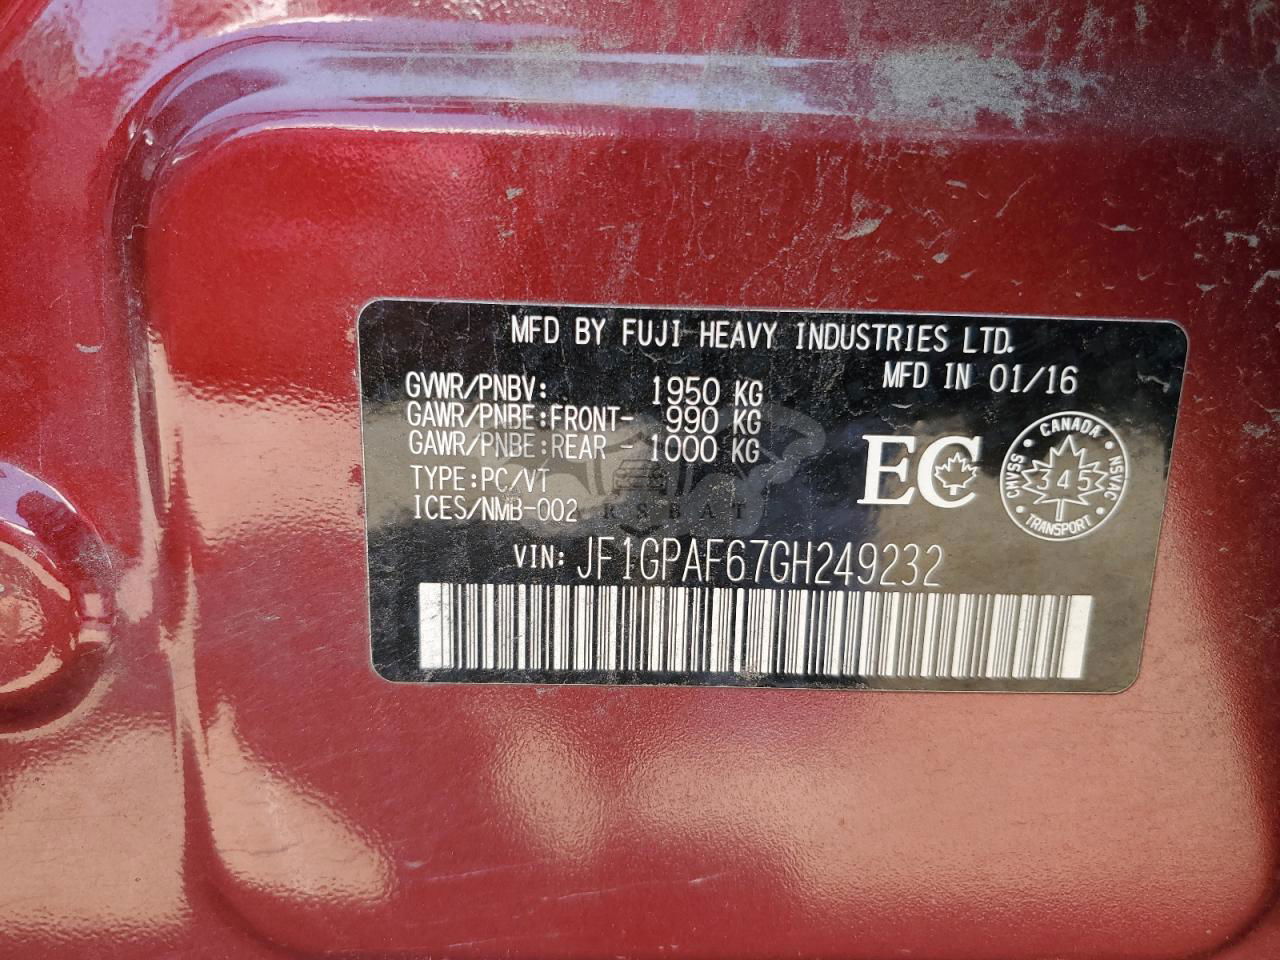 MFD BY FUJI HEAVY INDUSTRIES LTD.
MFD IN 01/16
GVWR/PNBV: 1950 KG
GAWR/PNBE:FRONT- 990 KG
GAWR/PNBE:REAR - 1000 KG
TYPE:PC/VT
ICES/NMB-002
EC
CANADA
CMVSS 345 NSVAC
TRANSPORT
VIN: JF1GPAF67GH249232